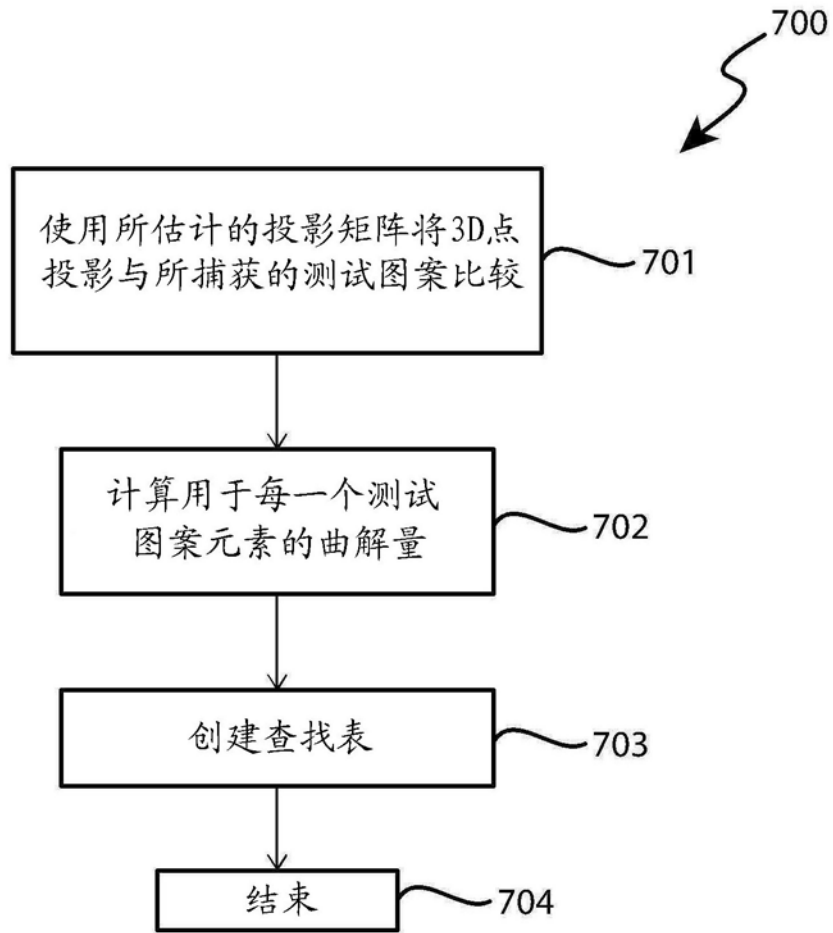 700
使用所估计的投影矩阵将3D点
投影与所捕获的测试图案比较
701
计算用于每一个测试
图案元素的曲解量
702
创建查找表
703
结束
704